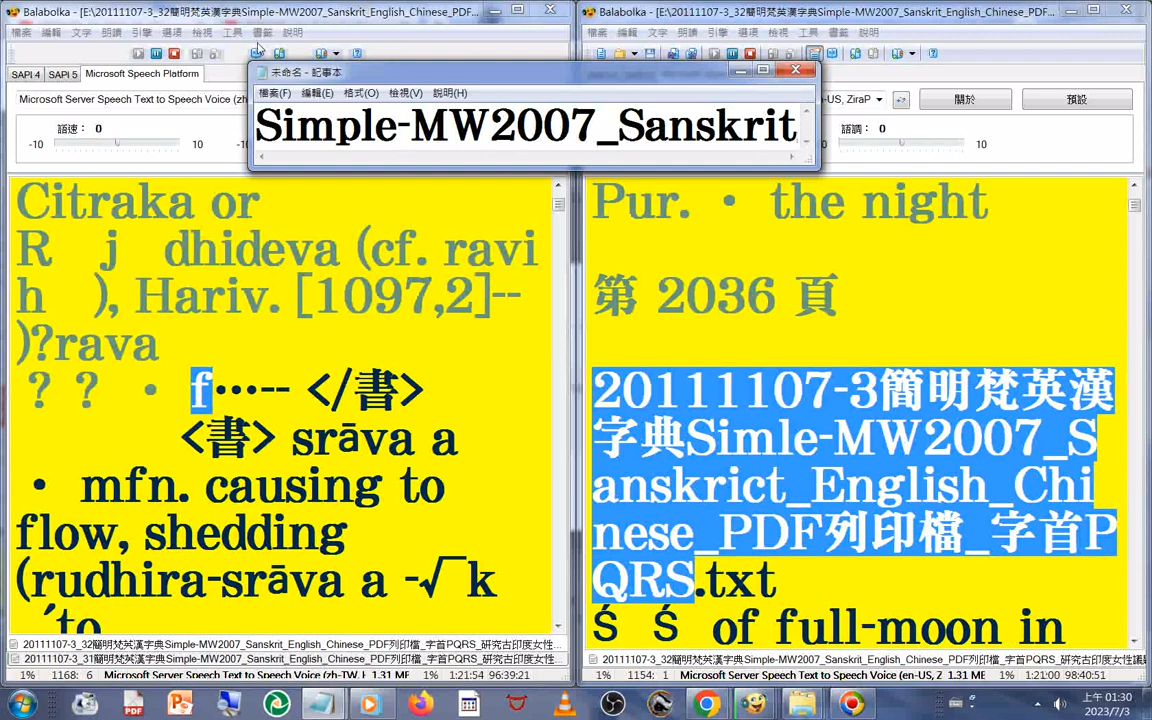 Balabolka - [E:\20111107-3_32簡明梵英漢字典Simple-MW2007_Sanskrit_English_Chinese_PDF...
檔案 編輯 文字 朗讀 引擎 選項 檢視 工具 書籤 說明
SAPI 4 SAPI 5 Microsoft Speech Platform
Microsoft Server Speech Text to Speech Voice (zh
語速： 0
-10 10 -10
Citraka or
R j dhideva (cf. ravi
h ), Hariv. [1097,2]--
)?rava
? ? • f…-- </書>
<書> srāva a
• mfn. causing to
flow, shedding
(rudhira-srāva a -√ k
'to
20111107-3_32簡明梵英漢字典Simple-MW2007_Sanskrit_English_Chinese_PDF列印檔_字首PQRS_研究古印度女性...
20111107-3_31簡明梵英漢字典Simple-MW2007_Sanskrit_English_Chinese_PDF列印檔_字首PQRS_研究古印度女性...
1% 1168: 6 Microsoft Server Speech Text to Speech Voice (zh-TW, H 1.31 MB 1% 1:21:54 96:39:21
未命名 - 記事本
檔案(F) 編輯(E) 格式(O) 檢視(V) 說明(H)
Simple-MW2007_Sanskrit
Balabolka - [E:\20111107-3_32簡明梵英漢字典Simple-MW2007_Sanskrit_English_Chinese_PDF...
檔案 編輯 文字 朗讀 引擎 選項 檢視 工具 書籤 說明
-US, ZiraP 關於 預設
語調： 0
10
Pur. • the night
第 2036 頁
20111107-3簡明梵英漢
字典Simle-MW2007_S
anskrict_English_Chi
nese_PDF列印檔_字首P
QRS.txt
Ś Ś of full-moon in
20111107-3_32簡明梵英漢字典Simple-MW2007_Sanskrit_English_Chinese_PDF列印檔_字首PQRS_研究古印度女性議
1% 1154: 1 Microsoft Server Speech Text to Speech Voice (en-US, Z 1.31 MB 1% 1:21:00 98:40:51
上午 01:30
2023/7/3